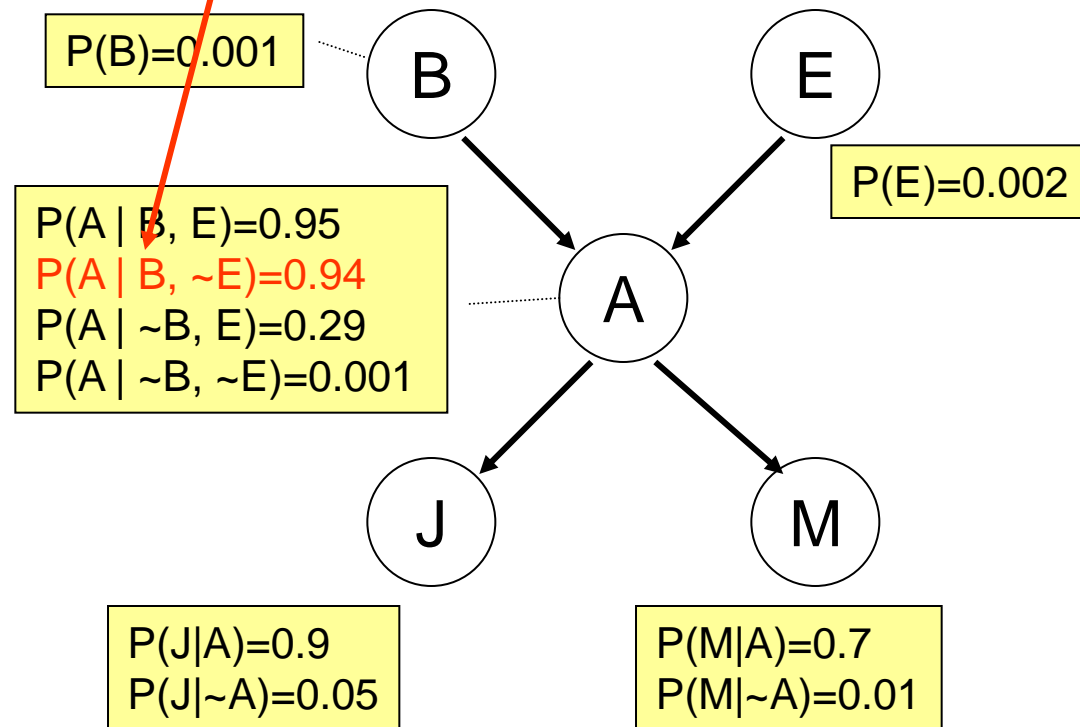 P(B)=0.001
B
E
P(E)=0.002
P(A | B, E)=0.95
P(A | B, ~E)=0.94
P(A | ~B, E)=0.29
P(A | ~B, ~E)=0.001
A
J
M
P(J|A)=0.9
P(J|~A)=0.05
P(M|A)=0.7
P(M|~A)=0.01